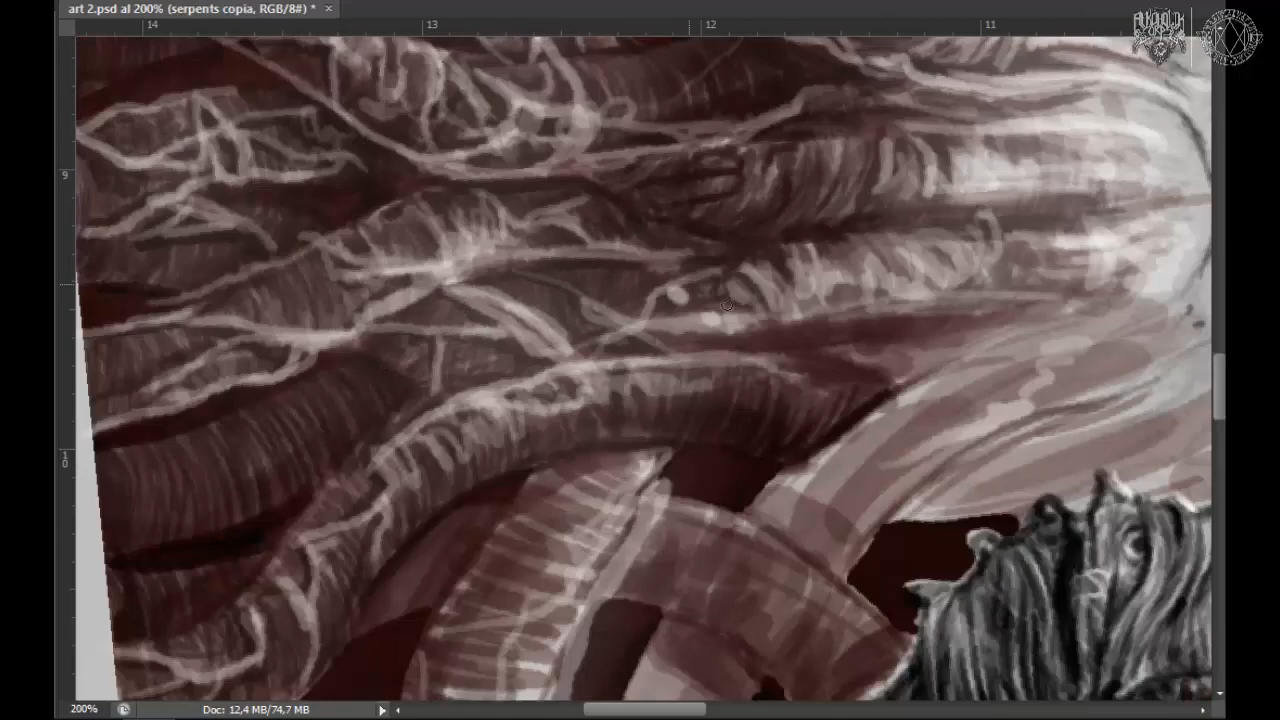 art 2.psd al 200% (serpents copia, RGB/8#) * ×
14 13 12 11
9
10
200% Doc: 12,4 MB/74,7 MB